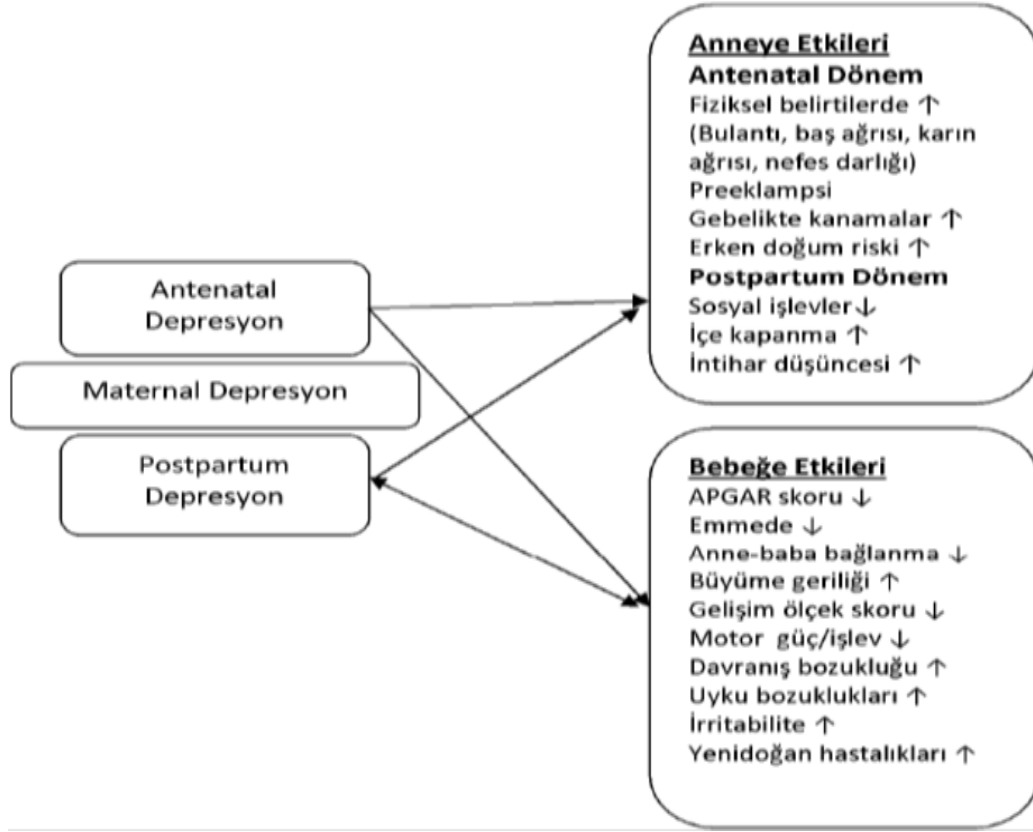 Antenatal
Depresyon
Maternal Depresyon
Postpartum
Depresyon
Anneye Etkileri
Antenatal Dönem
Fiziksel belirtilerde ↑
(Bulantı, baş ağrısı, karın
ağrısı, nefes darlığı)
Preeklampsi
Gebelikte kanamalar ↑
Erken doğum riski ↑
Postpartum Dönem
Sosyal işlevler↓
İçe kapanma ↑
İntihar düşüncesi ↑
Bebeğe Etkileri
APGAR skoru ↓
Emmede ↓
Anne-baba bağlanma ↓
Büyüme geriliği ↑
Gelişim ölçek skoru ↓
Motor güç/işlev ↓
Davranış bozukluğu ↑
Uyku bozuklukları ↑
İrritabilite ↑
Yenidoğan hastalıkları ↑